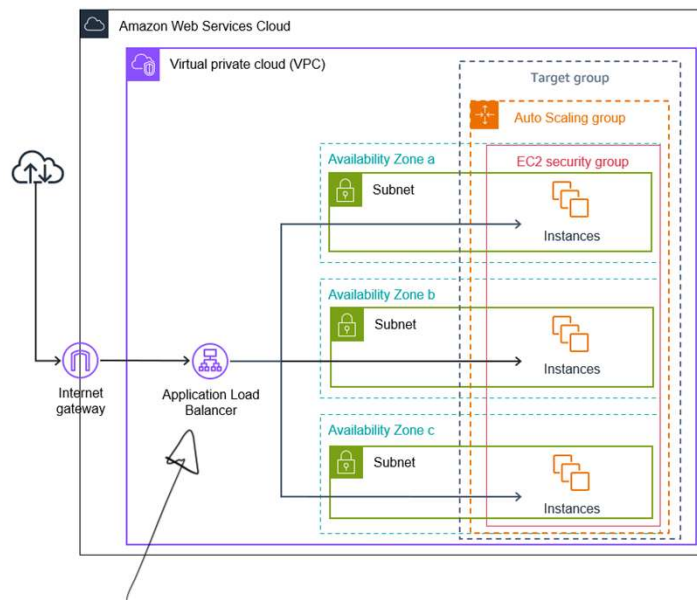 Amazon Web Services Cloud
Virtual private cloud (VPC)
Target group
Auto Scaling group
Availability Zone a
EC2 security group
Subnet
Instances
Availability Zone b
Subnet
Instances
Internet
gateway
Application Load
Balancer
Availability Zone c
Subnet
Instances